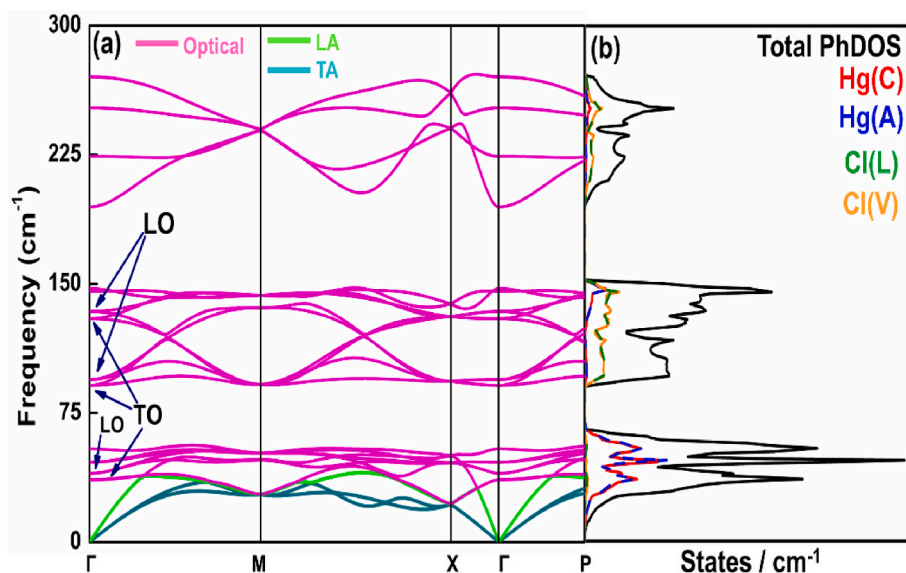 300
(a)
Optical
LA
TA
(b)
Total PhDOS
Hg(C)
Hg(A)
Cl(L)
Cl(V)
225
LO
150
Frequency (cm-1)
75
LO
TO
0
Γ
M
X
Γ
P
States / cm-1